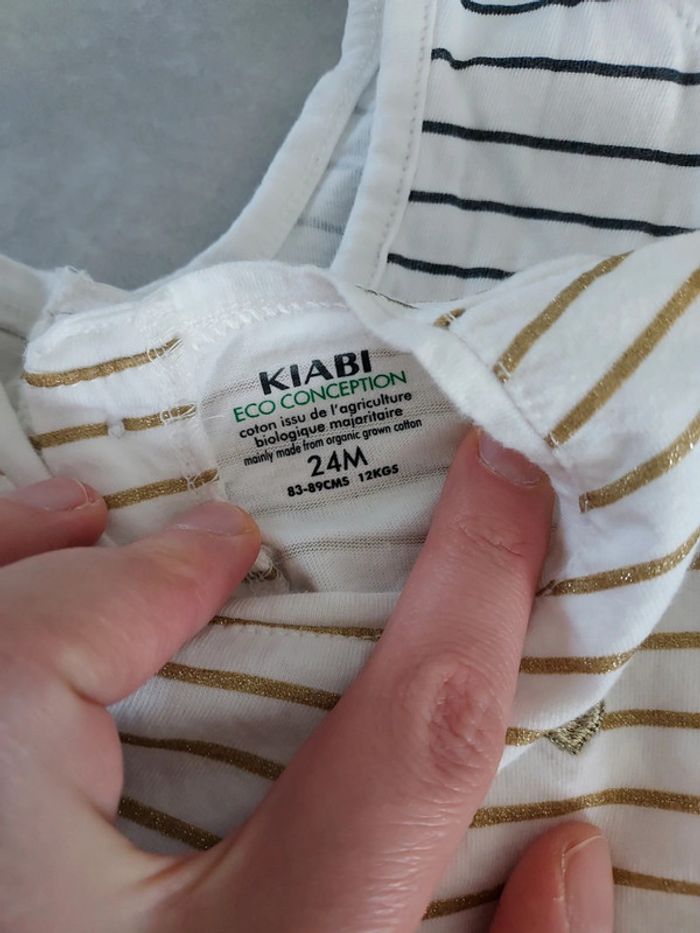 KIABI
ECO CONCEPTION
coton issu de l'agriculture
biologique majoritaire
mainly made from organic grown cotton
24M
83-89CMS 12KGS